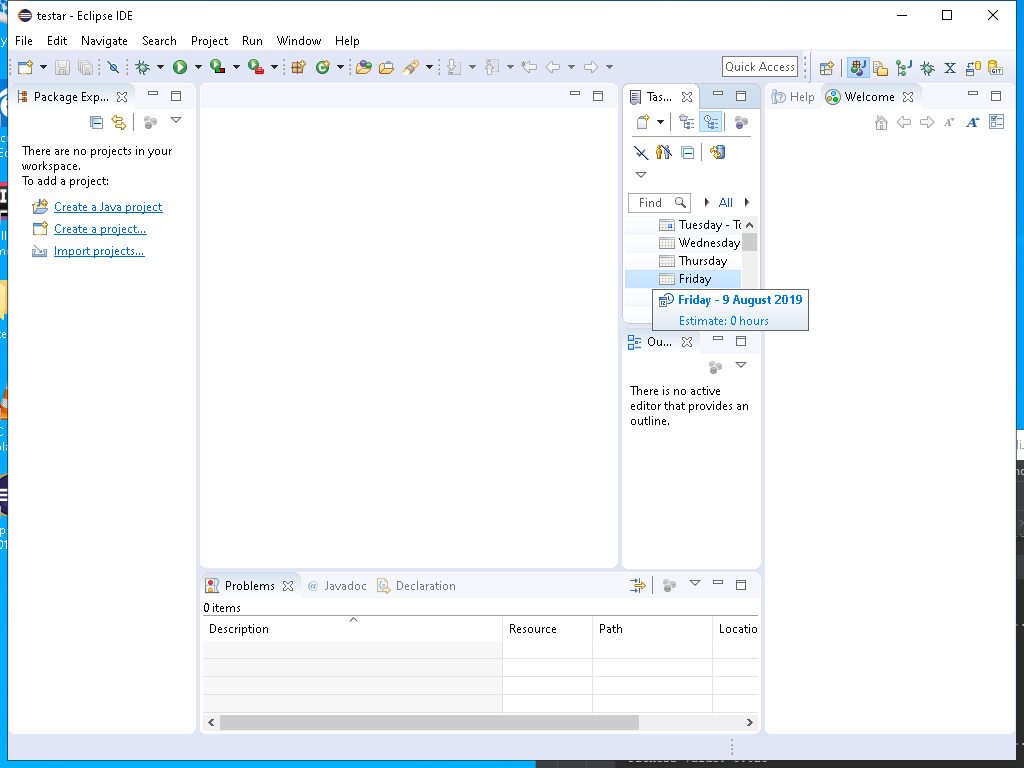 testar - Eclipse IDE
File Edit Navigate Search Project Run Window Help
Quick Access
Package Exp...
There are no projects in your
workspace.
To add a project:
Create a Java project
Create a project...
Import projects...
Tas...
Find
All
Tuesday - To
Wednesday
Thursday
Friday
Friday - 9 August 2019
Estimate: 0 hours
Ou...
There is no active
editor that provides an
outline.
Help Welcome
Problems @ Javadoc Declaration
0 items
Description Resource Path Locatio